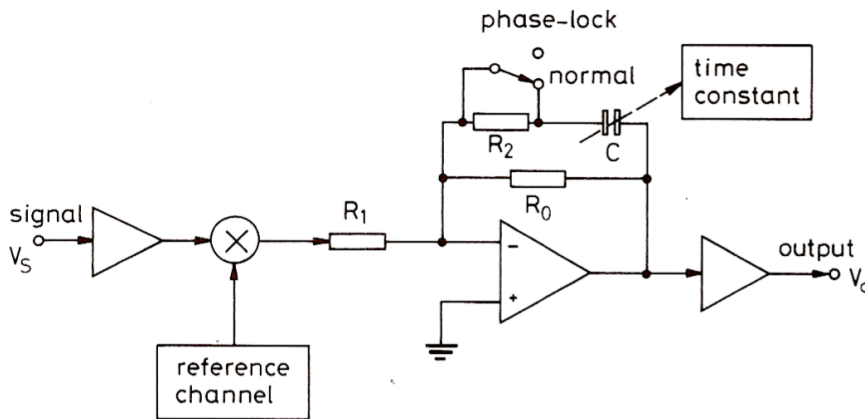 phase-lock
normal
time
constant
R2
C
signal
R1
R0
VS
−
+
output
Vo
reference
channel